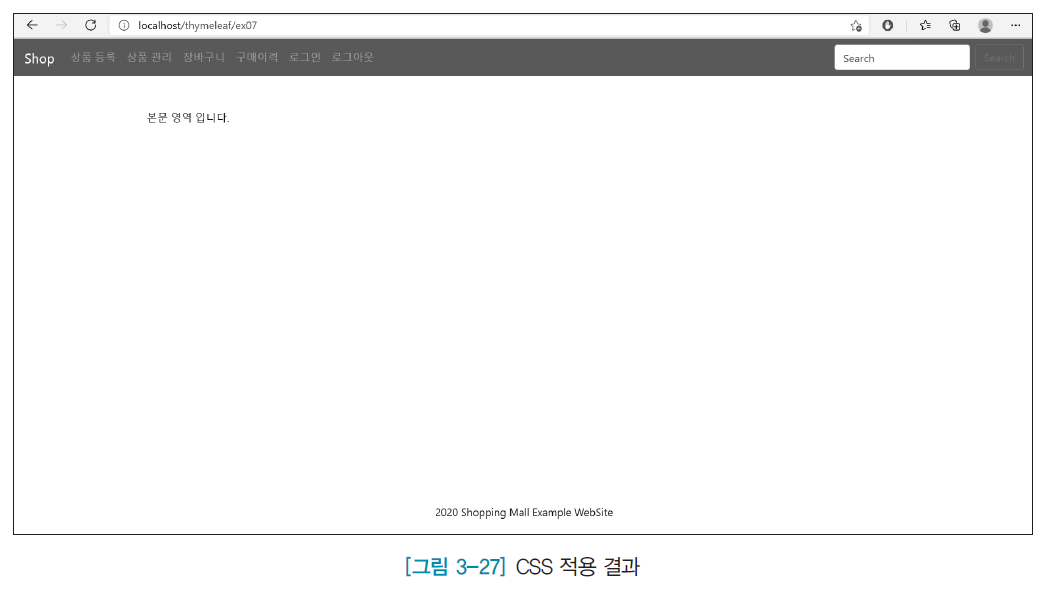 localhost/thymeleaf/ex07
Shop 상품 등록 상품 관리 장바구니 구매이력 로그인 로그아웃 Search Search
본문 영역 입니다.
2020 Shopping Mall Example WebSite
[그림 3-27] CSS 적용 결과